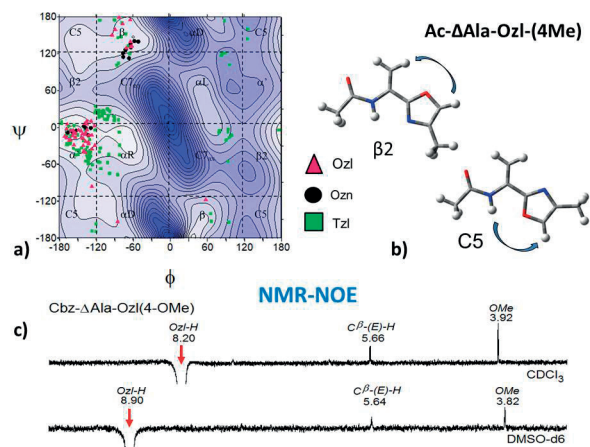 a)
180
120
60
0
-60
-120
-180
ψ
C5 β αD C5
β2 C7 αL α'
α' αR C7 β2
C5 αD β C5
-180 -120 -60 0 60 120 180
ϕ
Ozl
Ozn
Tzl
Ac-ΔAla-Ozl-(4Me)
β2
C5
b)
NMR-NOE
c)
Cbz-ΔAla-Ozl(4-OMe)
Ozl-H
8.20
Cᵝ-(E)-H
5.66
OMe
3.92
CDCl₃
Ozl-H
8.90
Cᵝ-(E)-H
5.64
OMe
3.82
DMSO-d6